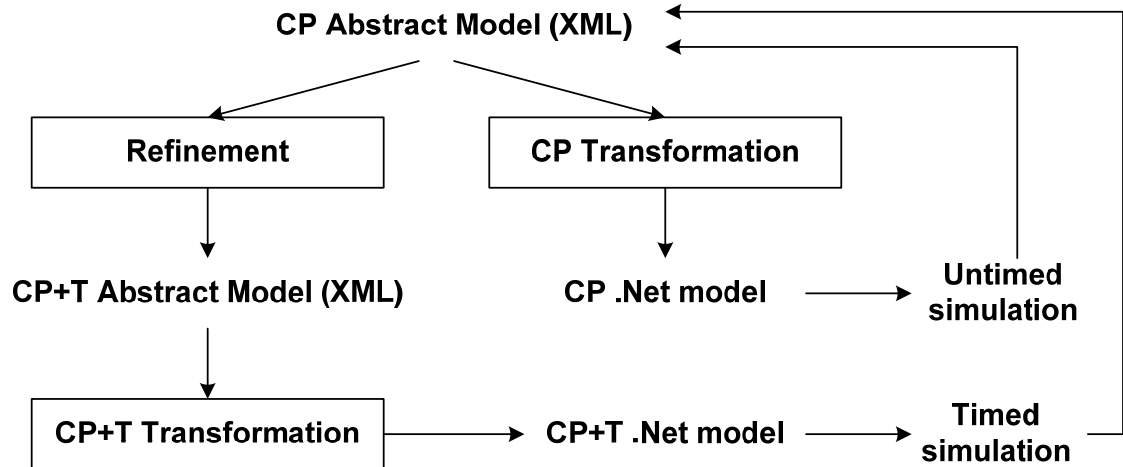 CP Abstract Model (XML)
Refinement
CP Transformation
CP+T Abstract Model (XML)
CP .Net model
Untimed
simulation
CP+T Transformation
CP+T .Net model
Timed
simulation